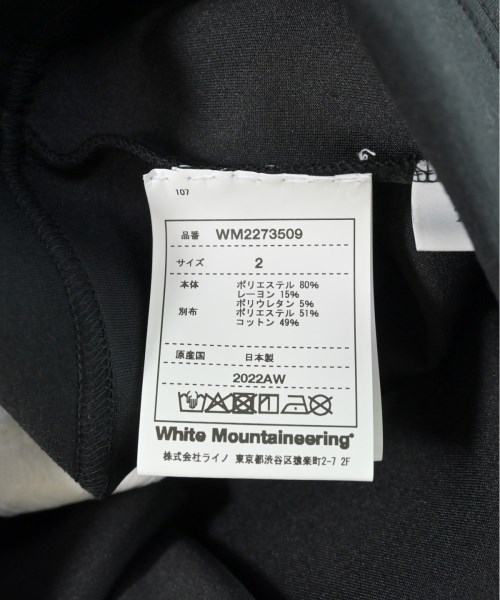 107
品番 WM2273509
サイズ 2
本体 ポリエステル 80%
レーヨン 15%
ポリウレタン 5%
別布 ポリエステル 51%
コットン 49%
原産国 日本製
2022AW
White Mountaineering®
株式会社ライノ 東京都渋谷区猿楽町2-7 2F